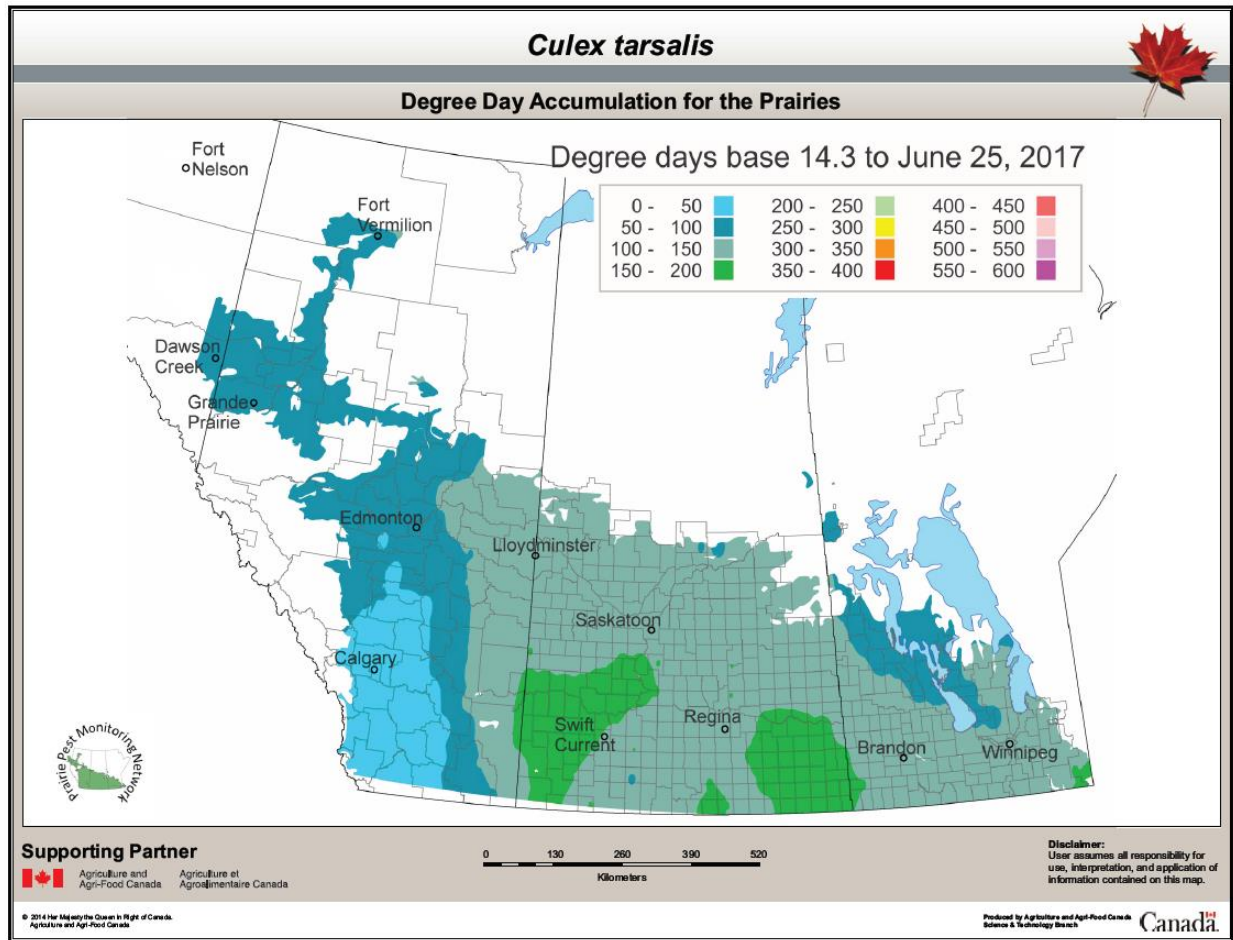 Culex tarsalis
Degree Day Accumulation for the Prairies
Degree days base 14.3 to June 25, 2017
0 - 50
50 - 100
100 - 150
150 - 200
200 - 250
250 - 300
300 - 350
350 - 400
400 - 450
450 - 500
500 - 550
550 - 600
Fort
Nelson
Fort
Vermilion
Dawson
Creek
Grande
Prairie
Edmonton
Lloydminster
Saskatoon
Calgary
Swift
Current
Regina
Brandon
Winnipeg
Prairie Pest Monitoring Network
Supporting Partner
Agriculture and
Agri-Food Canada
Agriculture et
Agroalimentaire Canada
0 130 260 390 520
Kilometers
Disclaimer:
User assumes all responsibility for
use, interpretation, and application of
information contained on this map.
© 2014 Her Majesty the Queen in Right of Canada.
Agriculture and Agri-Food Canada
Produced by Agriculture and Agri-Food Canada
Science & Technology Branch
Canada